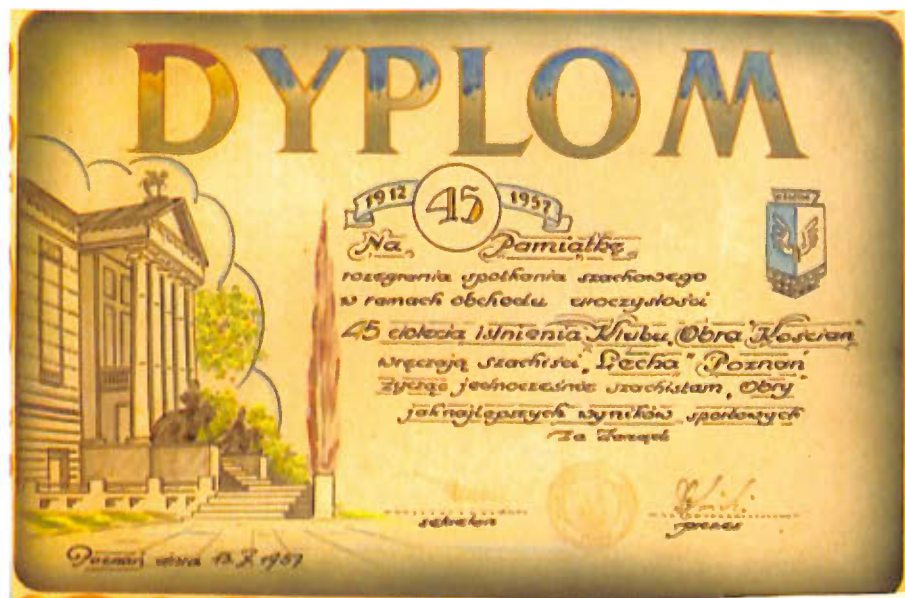 DYPLOM
1912 45 1957
Na Pamiątkę
rozegrania spotkania szachowego
w ramach obchodu uroczystości
45 ciolecia istnienia Klubu "Obra" Kościan
wręczają szachiści "Lecha" Poznań
życząc jednocześnie szachistom "Obry"
jaknajlepszych wyników sportowych
Za Zarząd
sekretarz prezes
Poznań dnia 13.X.1957